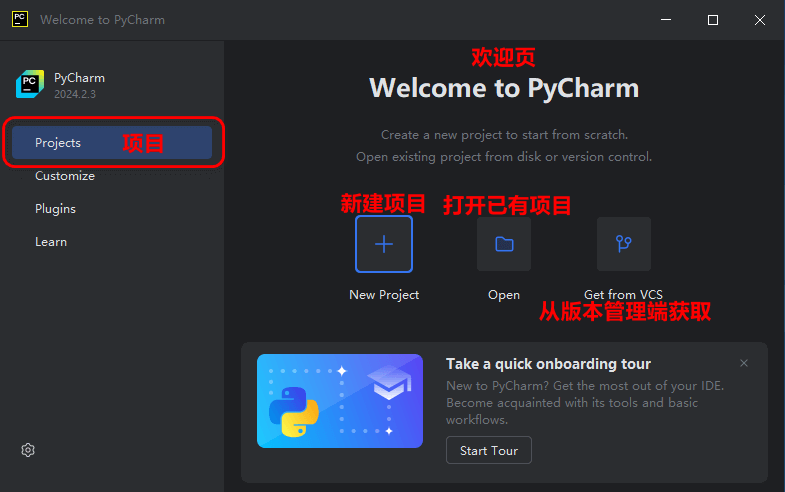 PC
Welcome to PyCharm
PC
PyCharm
2024.2.3
Projects
项目
Customize
Plugins
Learn
欢迎页
Welcome to PyCharm
Create a new project to start from scratch.
Open existing project from disk or version control.
新建项目
打开已有项目
New Project
Open
Get from VCS
从版本管理端获取
Take a quick onboarding tour
New to PyCharm? Get the most out of your IDE.
Become acquainted with its tools and basic
workflows.
Start Tour